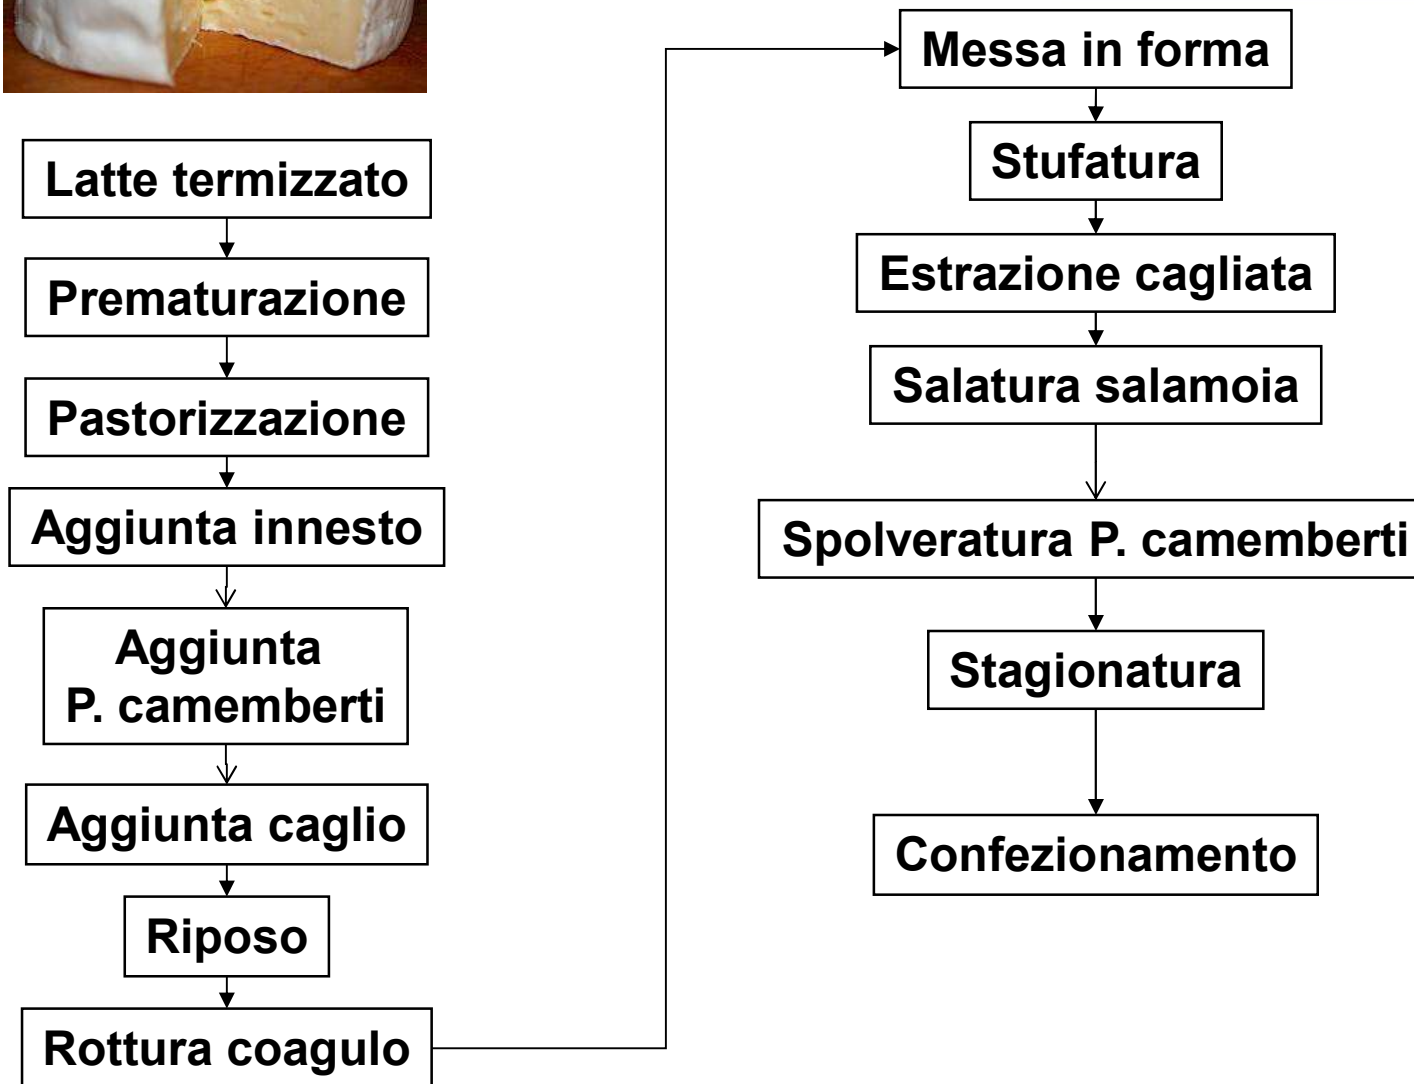 Latte termizzato
Prematurazione
Pastorizzazione
Aggiunta innesto
Aggiunta
P. camemberti
Aggiunta caglio
Riposo
Rottura coagulo
Messa in forma
Stufatura
Estrazione cagliata
Salatura salamoia
Spolveratura P. camemberti
Stagionatura
Confezionamento